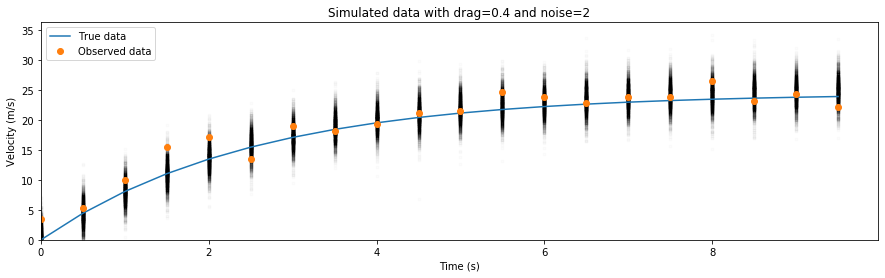 Simulated data with drag=0.4 and noise=2
True data
Observed data
Velocity (m/s)
35
30
25
20
15
10
5
0
0 2 4 6 8
Time (s)